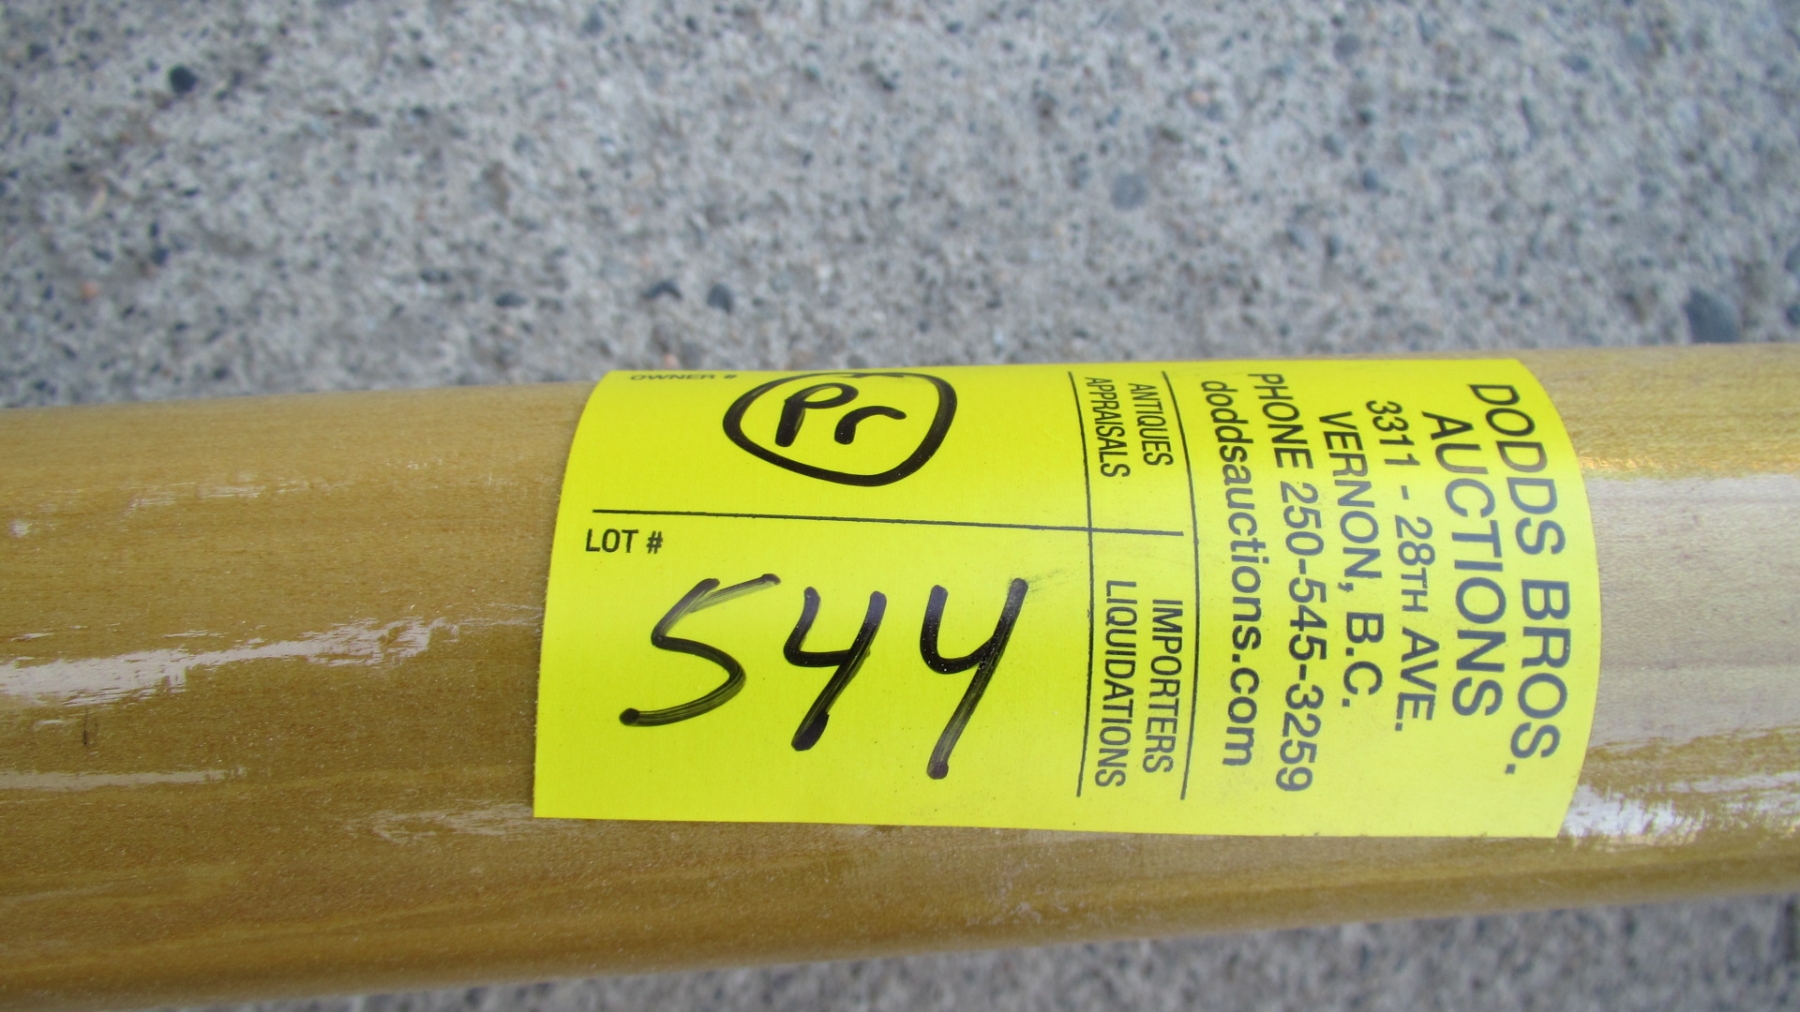 DODDS BROS.
AUCTIONS
3311 - 28TH AVE.
VERNON, B.C.
PHONE 250-545-3259
doddsauctions.com
ANTIQUES
APPRAISALS
IMPORTERS
LIQUIDATIONS
OWNER #
Pr
LOT #
544